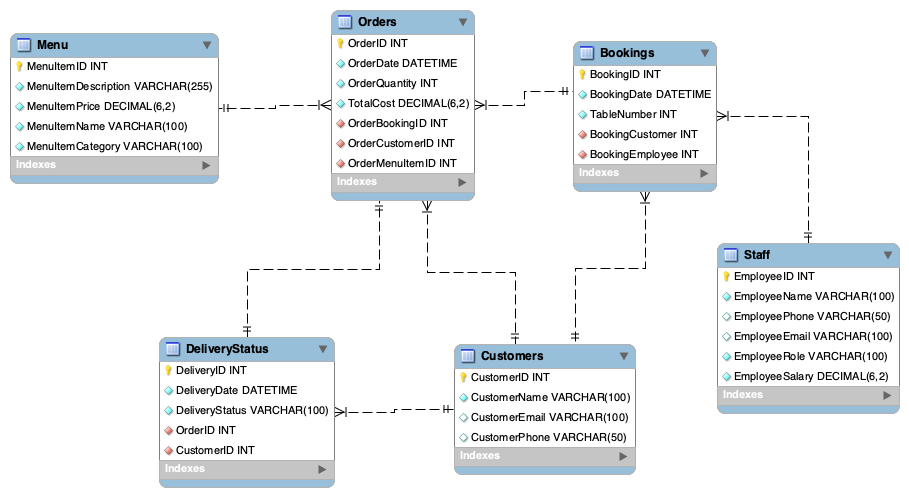 Menu
MenuItemID INT
MenuItemDescription VARCHAR(255)
MenuItemPrice DECIMAL(6,2)
MenuItemName VARCHAR(100)
MenuItemCategory VARCHAR(100)
Indexes
Orders
OrderID INT
OrderDate DATETIME
OrderQuantity INT
TotalCost DECIMAL(6,2)
OrderBookingID INT
OrderCustomerID INT
OrderMenuItemID INT
Indexes
Bookings
BookingID INT
BookingDate DATETIME
TableNumber INT
BookingCustomer INT
BookingEmployee INT
Indexes
Staff
EmployeeID INT
EmployeeName VARCHAR(100)
EmployeePhone VARCHAR(50)
EmployeeEmail VARCHAR(100)
EmployeeRole VARCHAR(100)
EmployeeSalary DECIMAL(6,2)
Indexes
DeliveryStatus
DeliveryID INT
DeliveryDate DATETIME
DeliveryStatus VARCHAR(100)
OrderID INT
CustomerID INT
Indexes
Customers
CustomerID INT
CustomerName VARCHAR(100)
CustomerEmail VARCHAR(100)
CustomerPhone VARCHAR(50)
Indexes